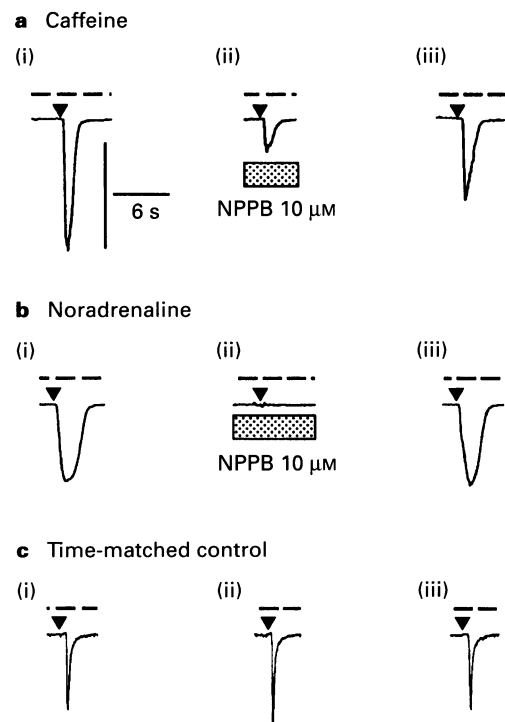 a Caffeine
(i) (ii) (iii)
6 s
NPPB 10 μM
b Noradrenaline
(i) (ii) (iii)
NPPB 10 μM
c Time-matched control
(i) (ii) (iii)